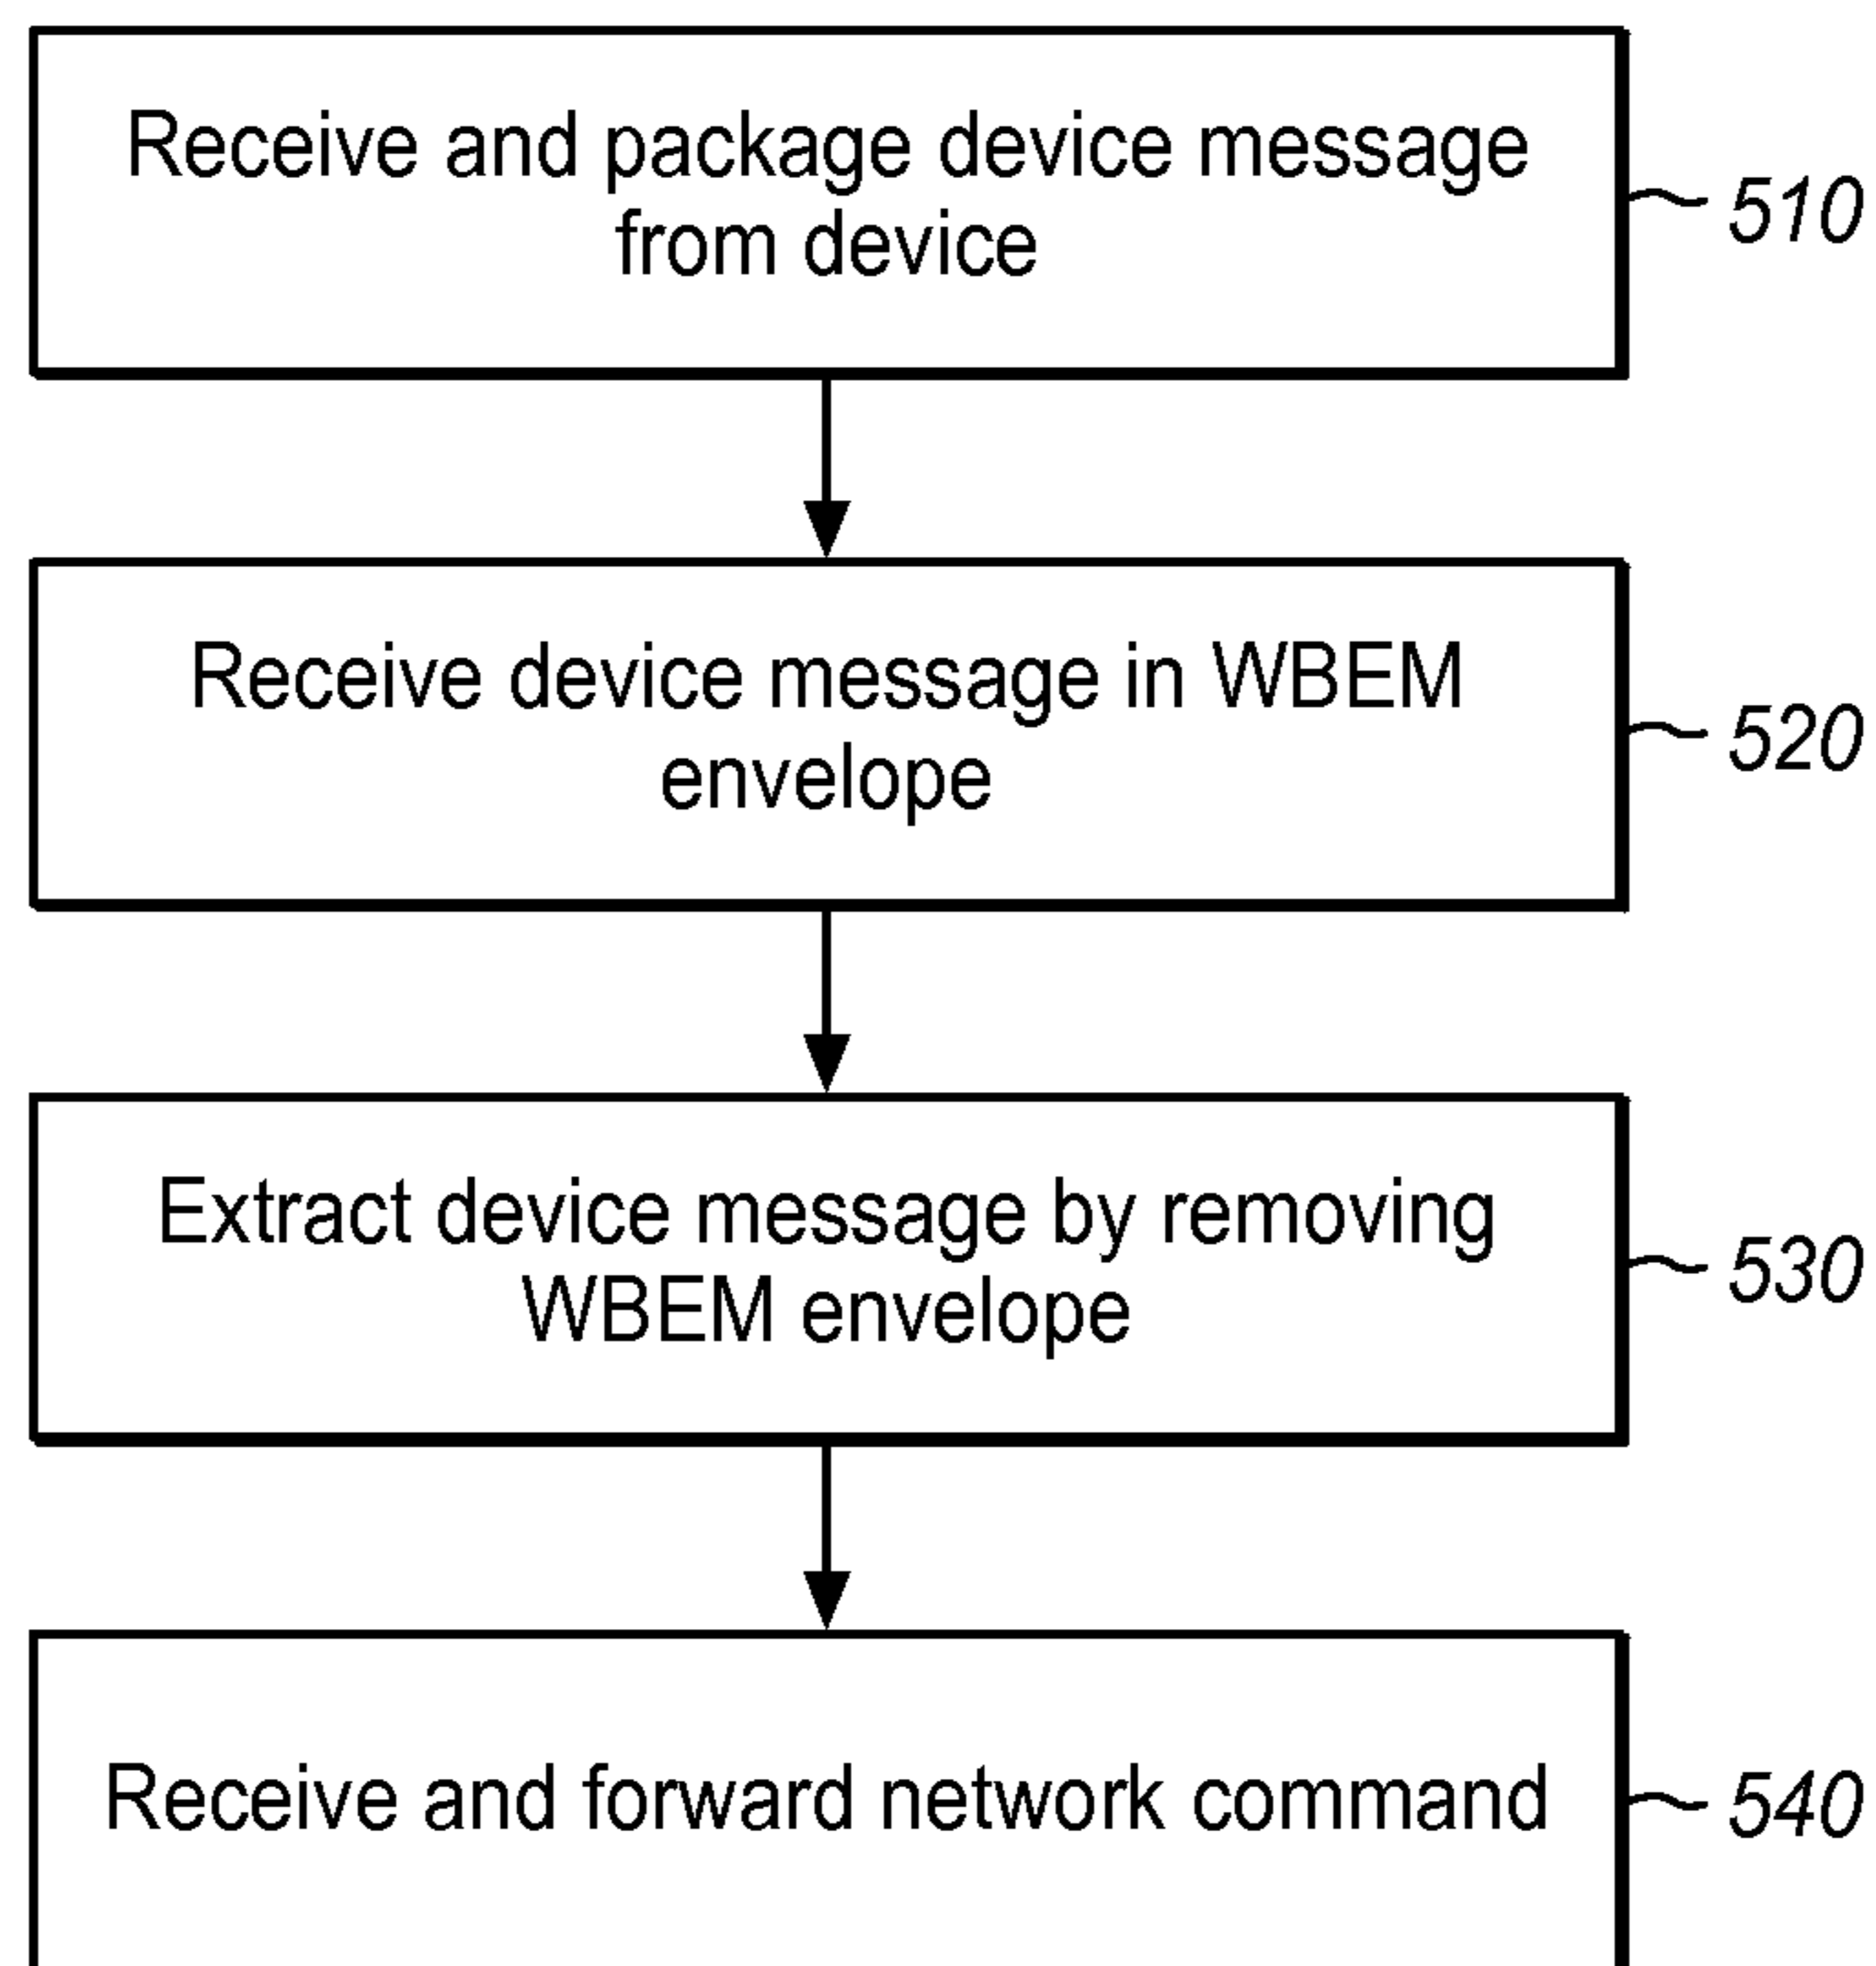 Receive and package device message
from device
510
Receive device message in WBEM
envelope
520
Extract device message by removing
WBEM envelope
530
Receive and forward network command
540